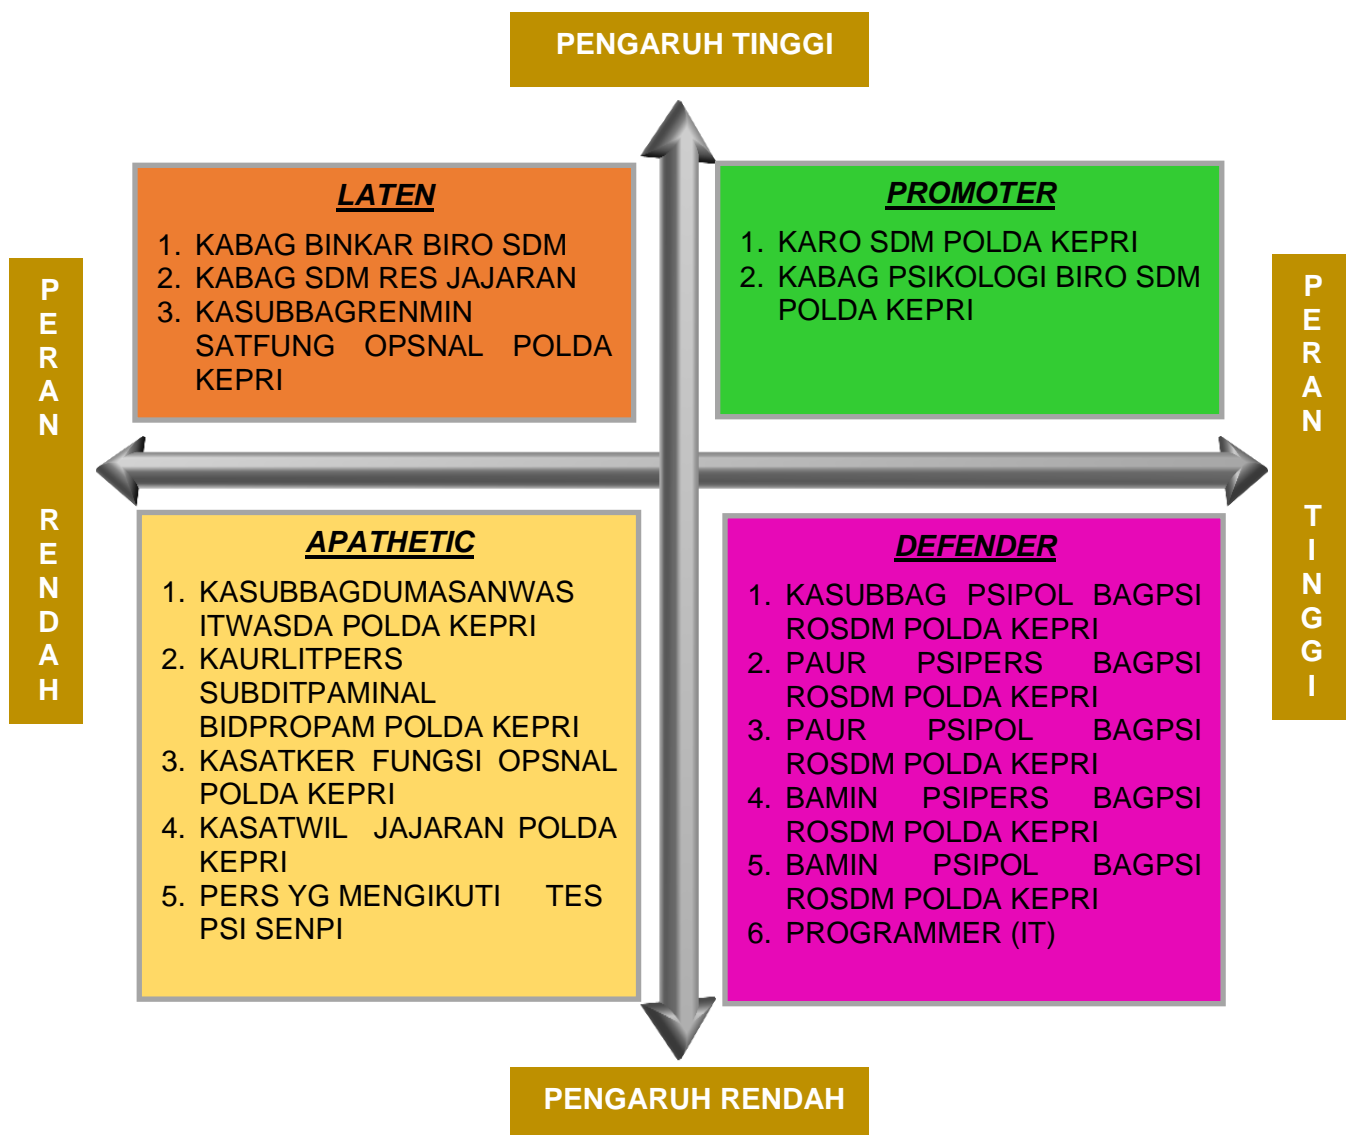 PENGARUH TINGGI
LATEN
1. KABAG BINKAR BIRO SDM
2. KABAG SDM RES JAJARAN
3. KASUBBAGRENMIN
SATFUNG OPSNAL POLDA
KEPRI
PROMOTER
1. KARO SDM POLDA KEPRI
2. KABAG PSIKOLOGI BIRO SDM
POLDA KEPRI
PERAN RENDAH
PERAN TINGGI
APATHETIC
1. KASUBBAGDUMASANWAS
ITWASDA POLDA KEPRI
2. KAURLITPERS
SUBDITPAMINAL
BIDPROPAM POLDA KEPRI
3. KASATKER FUNGSI OPSNAL
POLDA KEPRI
4. KASATWIL JAJARAN POLDA
KEPRI
5. PERS YG MENGIKUTI TES
PSI SENPI
DEFENDER
1. KASUBBAG PSIPOL BAGPSI
ROSDM POLDA KEPRI
2. PAUR PSIPERS BAGPSI
ROSDM POLDA KEPRI
3. PAUR PSIPOL BAGPSI
ROSDM POLDA KEPRI
4. BAMIN PSIPERS BAGPSI
ROSDM POLDA KEPRI
5. BAMIN PSIPOL BAGPSI
ROSDM POLDA KEPRI
6. PROGRAMMER (IT)
PENGARUH RENDAH